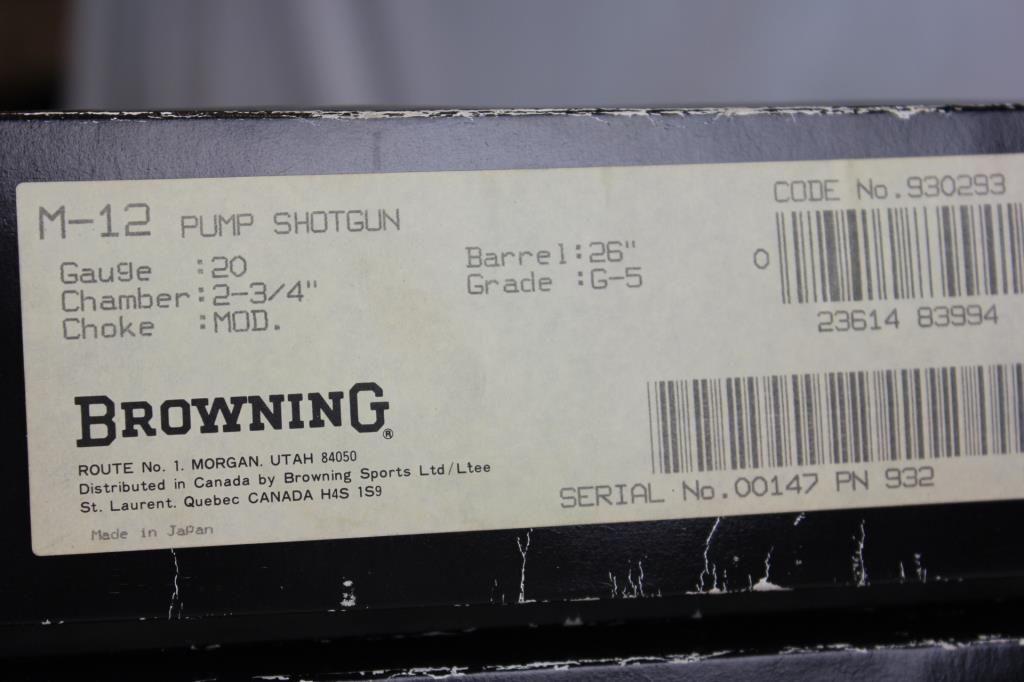 M-12 PUMP SHOTGUN
Gauge :20
Chamber:2-3/4"
Choke :MOD.
Barrel:26"
Grade :G-5
CODE No.930293
0
23614 83994
BROWNING®
ROUTE No. 1. MORGAN. UTAH 84050
Distributed in Canada by Browning Sports Ltd/Ltee
St. Laurent. Quebec CANADA H4S 1S9
Made in Japan
SERIAL No.00147 PN 932